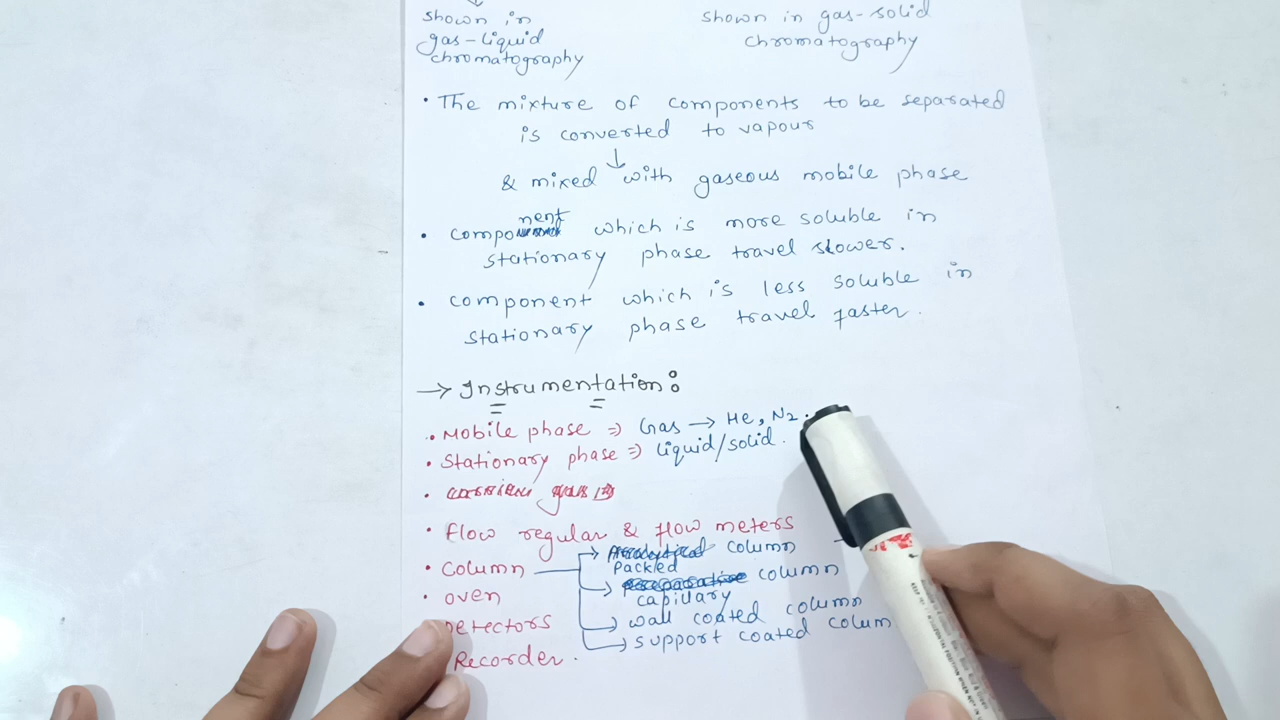 shown in
gas-liquid
chromatography
shown in gas-solid
chromatography
• The mixture of components to be separated
is converted to vapour
↓
& mixed with gaseous mobile phase
• component which is more soluble in
stationary phase travel slower.
• component which is less soluble in
stationary phase travel faster.
→ Instrumentation:
• Mobile phase ⇒ Gas → He, N2.
• Stationary phase ⇒ liquid/solid.
• Flow regular & flow meters
• column → Packled column
→ capillary column
→ wall coated column
→ support coated colum
• oven
Detectors
Recorder.